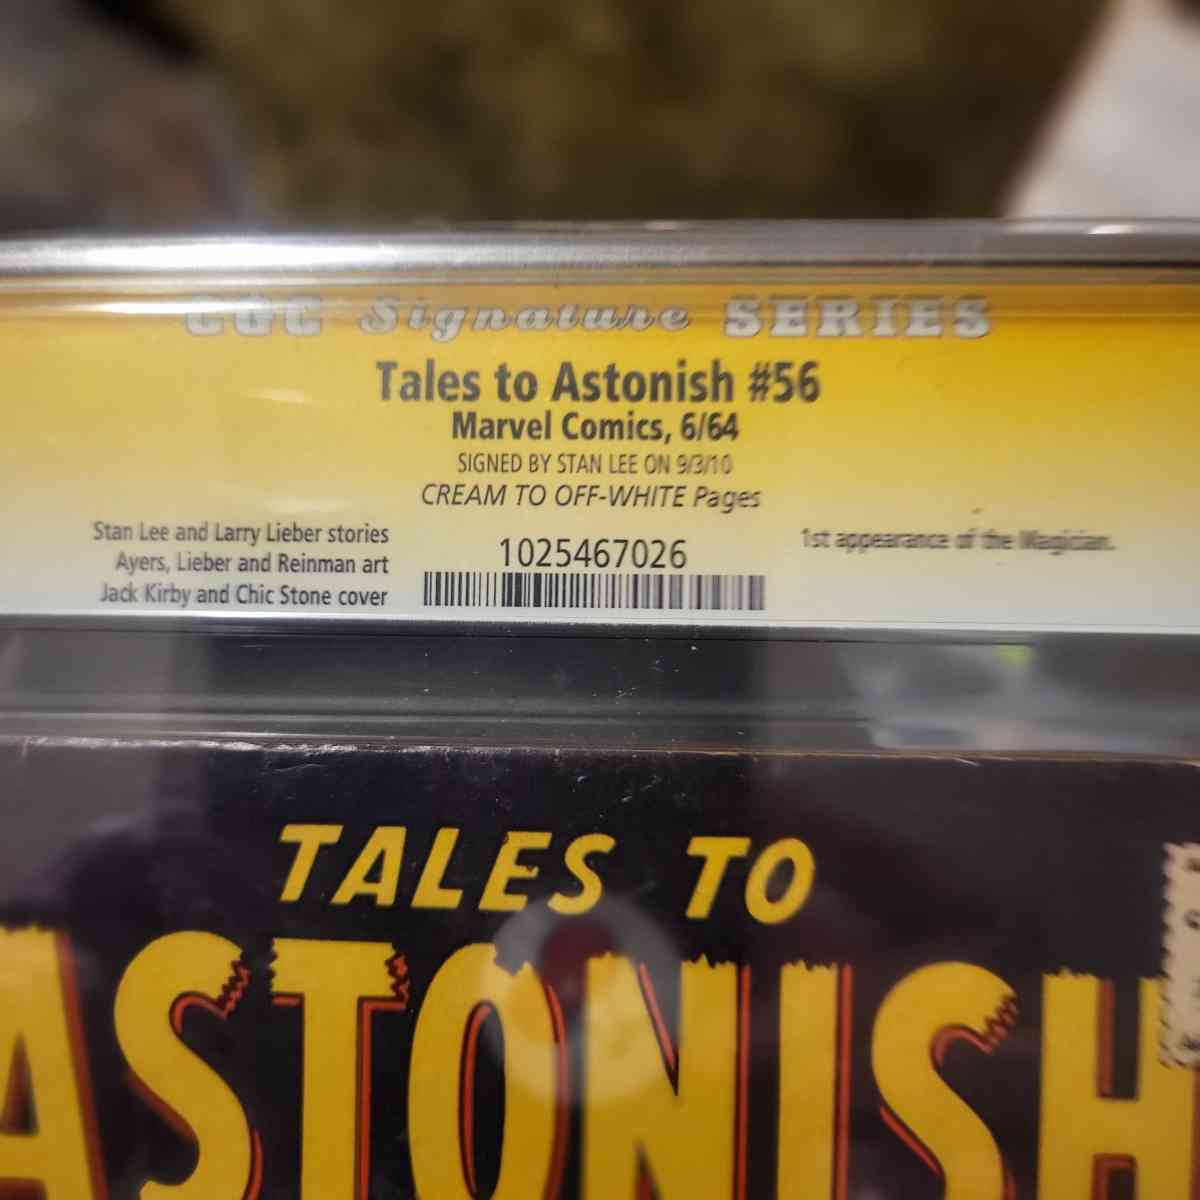 CGC Signature SERIES
Tales to Astonish #56
Marvel Comics, 6/64
SIGNED BY STAN LEE ON 9/3/10
CREAM TO OFF-WHITE Pages
Stan Lee and Larry Lieber stories
Ayers, Lieber and Reinman art
Jack Kirby and Chic Stone cover
1025467026
1st appearance of the Magician.
TALES TO
ASTONISH